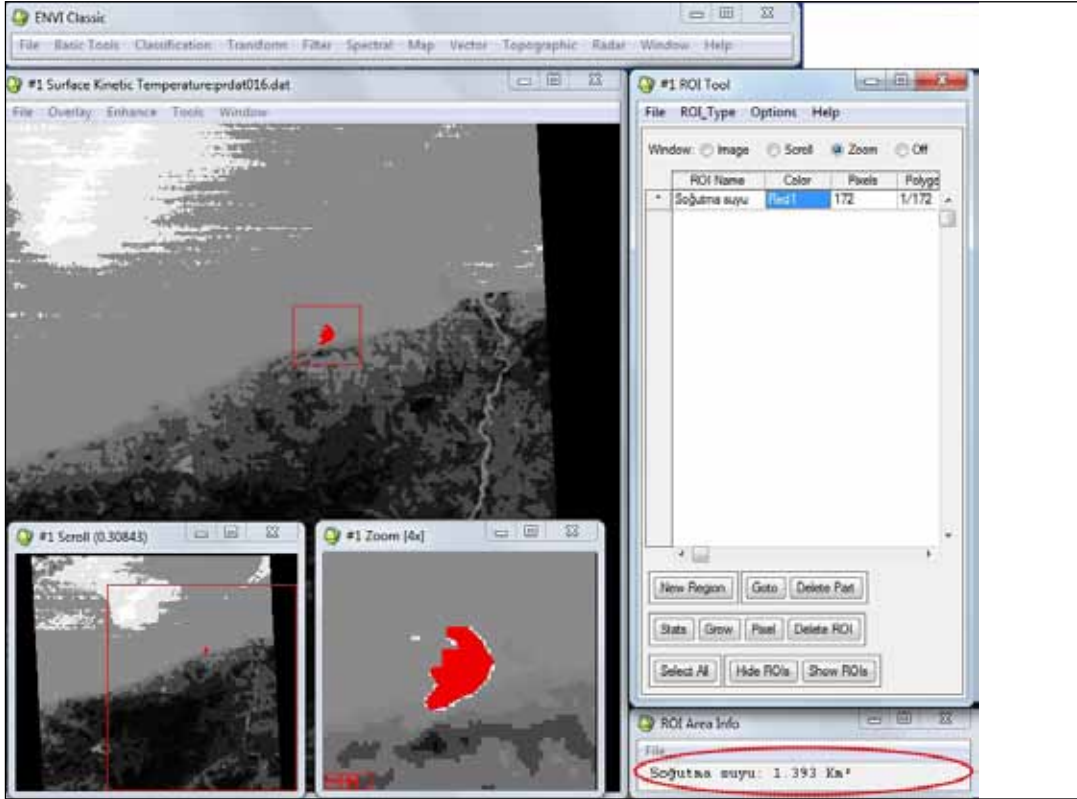 ENVI Classic
File Basic Tools Classification Transform Filter Spectral Map Vector Topographic Radar Window Help
#1 Surface Kinetic Temperature:prdat016.dat
File Overlay Enhance Tools Window
#1 ROI Tool
File ROI_Type Options Help
Window: Image Scroll Zoom Off
ROI Name Color Pixels Polygo
* Soğutma suyu Red1 172 1/172
#1 Scroll (0.30843)
#1 Zoom [4x]
New Region Goto Delete Part
Stats Grow Pixel Delete ROI
Select All Hide ROIs Show ROIs
ROI Area Info
File
Soğutma suyu: 1.393 Km²